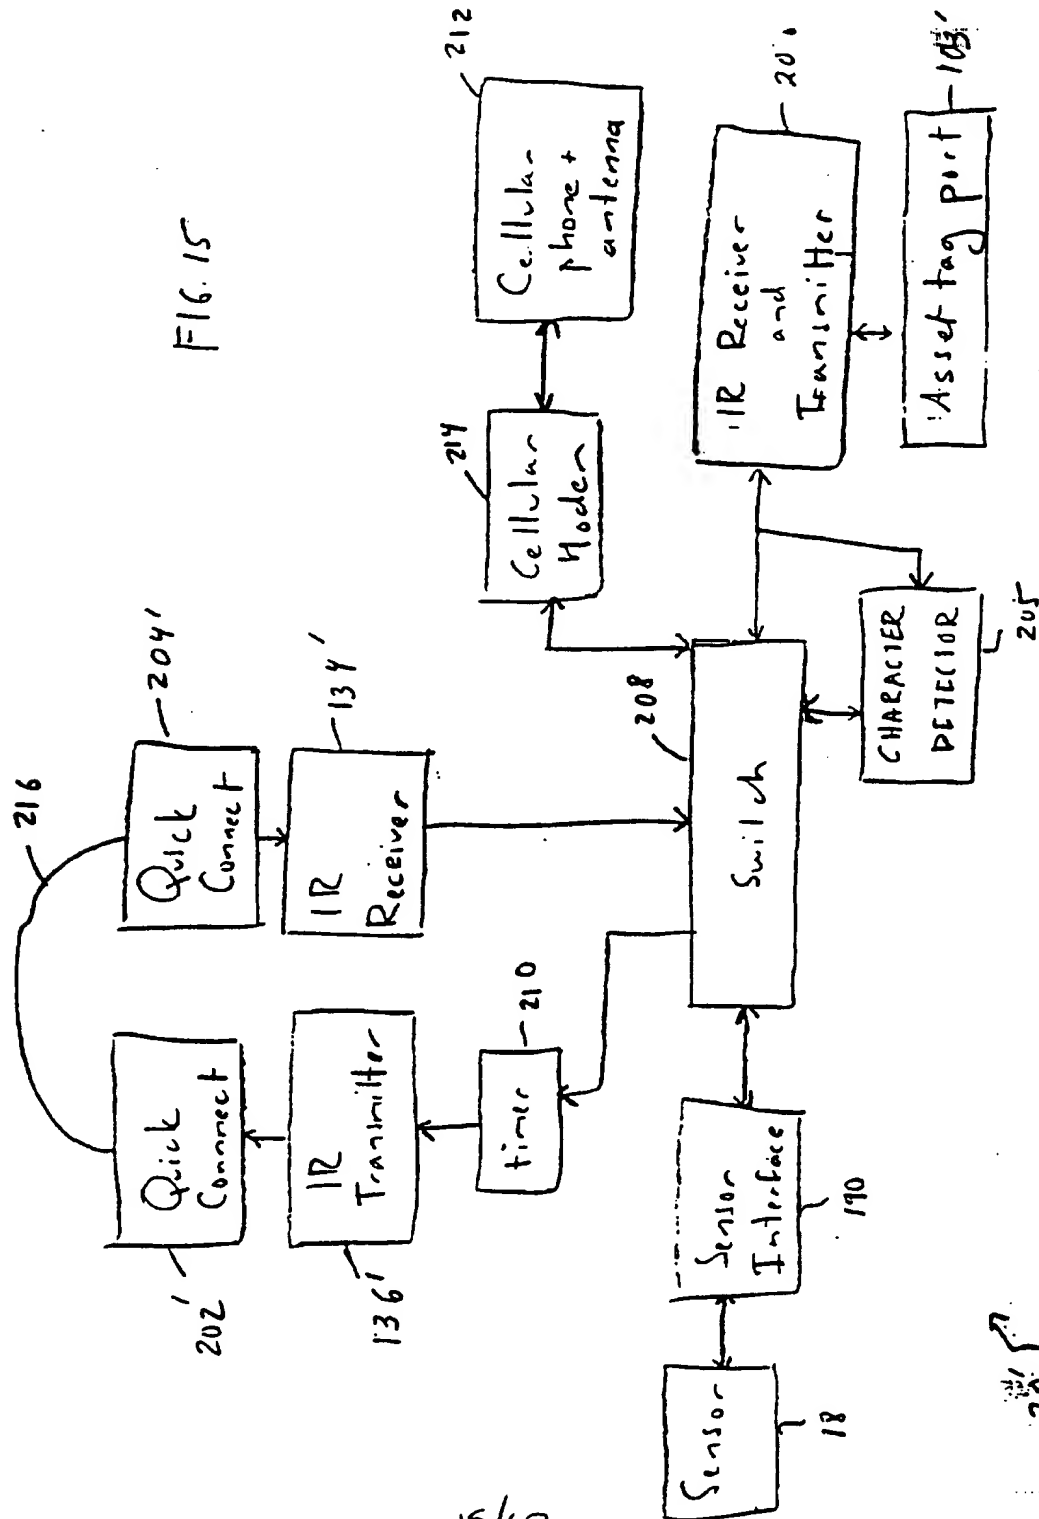 FIG. 15
216
202'
Quick
Connnect
204'
Quick
Connect
136'
IR
Transmitter
134'
IR
Receiver
timer
210
214
Cellular
Modem
212
Cellular
phone +
antenna
208
Switch
Sensor
18
Sensor
Interface
190
CHARACTER
DETECTOR
205
IR Receiver
and
Transmitter
Asset tag port